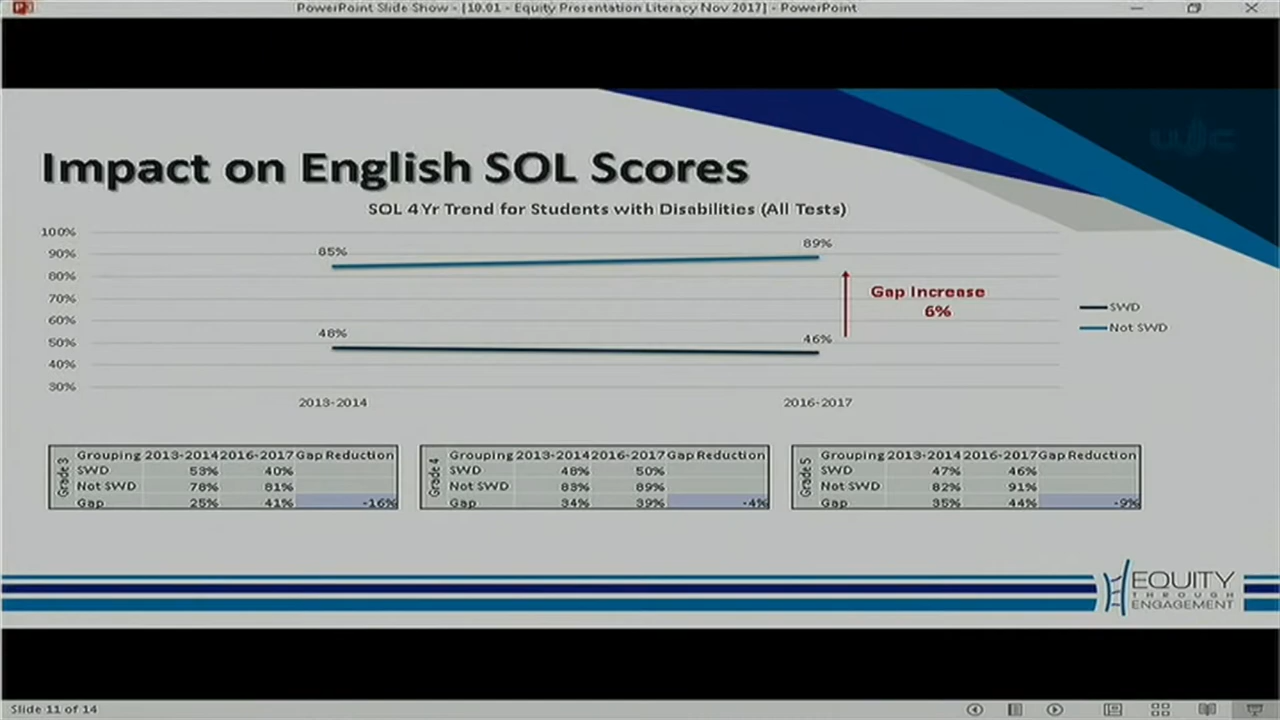 PowerPoint Slide Show - [10.01 - Equity Presentation Literacy Nov 2017] - PowerPoint
Impact on English SOL Scores
SOL 4 Yr Trend for Students with Disabilities (All Tests)
100%
90%
80%
70%
60%
50%
40%
30%
85%
89%
48%
46%
Gap Increase
6%
SWD
Not SWD
2013-2014
2016-2017
Grade 3
Grouping 2013-2014 2016-2017 Gap Reduction
SWD 53% 40%
Not SWD 78% 81%
Gap 25% 41% -16%
Grade 4
Grouping 2013-2014 2016-2017 Gap Reduction
SWD 48% 50%
Not SWD 83% 89%
Gap 34% 39% -4%
Grade 5
Grouping 2013-2014 2016-2017 Gap Reduction
SWD 47% 46%
Not SWD 82% 91%
Gap 35% 44% -9%
EQUITY
THROUGH
ENGAGEMENT
Slide 11 of 14